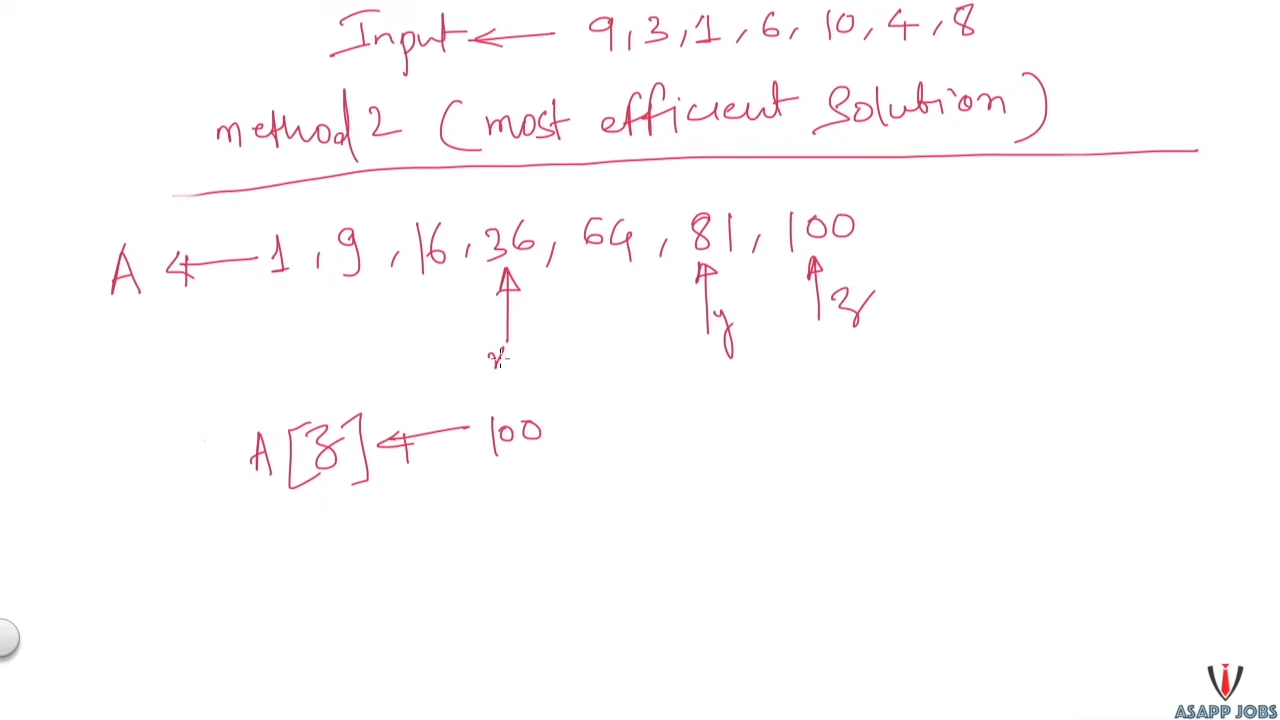 Input ← 9, 3, 1, 6, 10, 4, 8
method 2 (most efficient solution)
A ← 1, 9, 16, 36, 64, 81, 100
x y z
A[z] ← 100
ASAPP JOBS